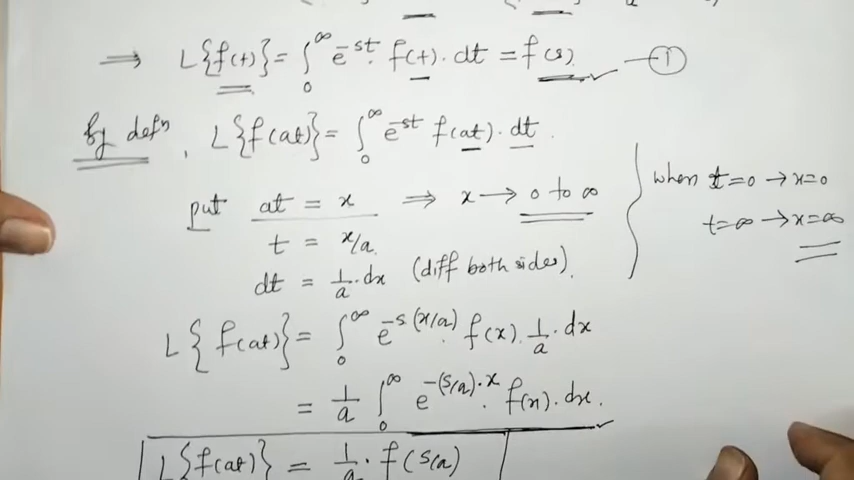 ⇒ L{f(t)} = ∫₀^∞ e^{-st}. f(t). dt = f(s). — ①
By defⁿ, L{f(at)} = ∫₀^∞ e^{-st} f(at). dt.
put at = x ⇒ x → 0 to ∞
when t=0 → x=0
t = x/a
t=∞ → x=∞
dt = 1/a . dx (diff both sides).
L{f(at)} = ∫₀^∞ e^{-s(x/a)}. f(x). 1/a . dx
= 1/a ∫₀^∞ e^{-(s/a).x}. f(x). dx.
L{f(at)} = 1/a . f(s/a)